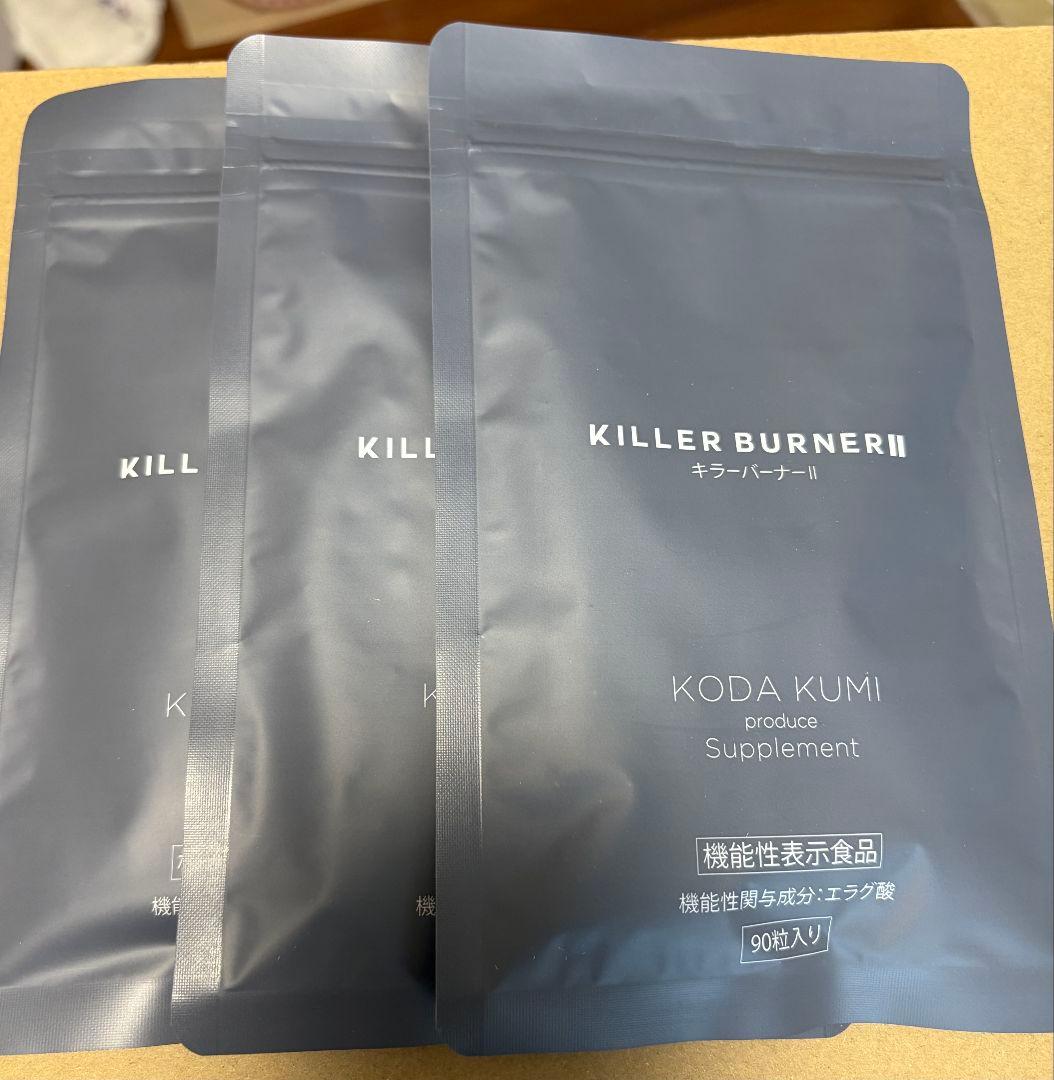 KILL
K
機
KILL
K
機
KILLER BURNERⅡ
キラーバーナーⅡ
KODA KUMI
produce
Supplement
機能性表示食品
機能性関与成分:エラグ酸
90粒入り